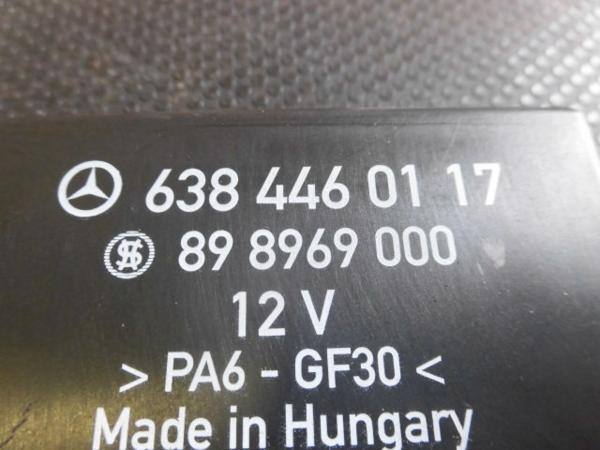 638 446 01 17
89 8969 000
12 V
> PA6 - GF30 <
Made in Hungary